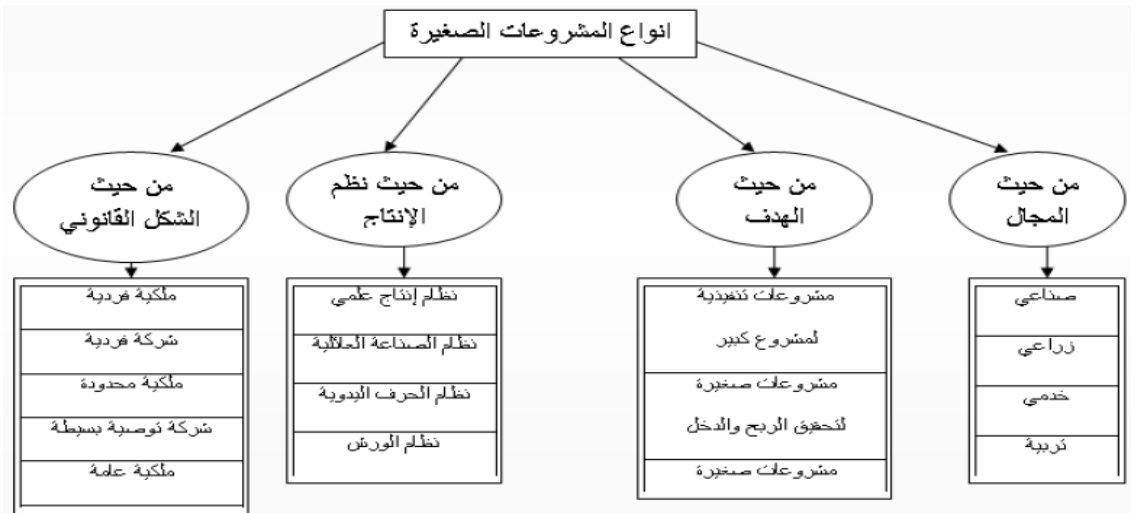 انواع المشروعات الصغيرة
من حيث
المجال
صناعي
زراعي
خدمي
تربية
من حيث
الهدف
مشروعات تنفيذية
لمشروع كبير
مشروعات صغيرة
لتحقيق الربح والدخل
مشروعات صغيرة
من حيث نظم
الإنتاج
نظام إنتاج علمي
نظام الصناعة العائلية
نظام الحرف اليدوية
نظام الورش
من حيث
الشكل القانوني
ملكية فردية
شركة فردية
ملكية محدودة
شركة توصية بسيطة
ملكية عامة